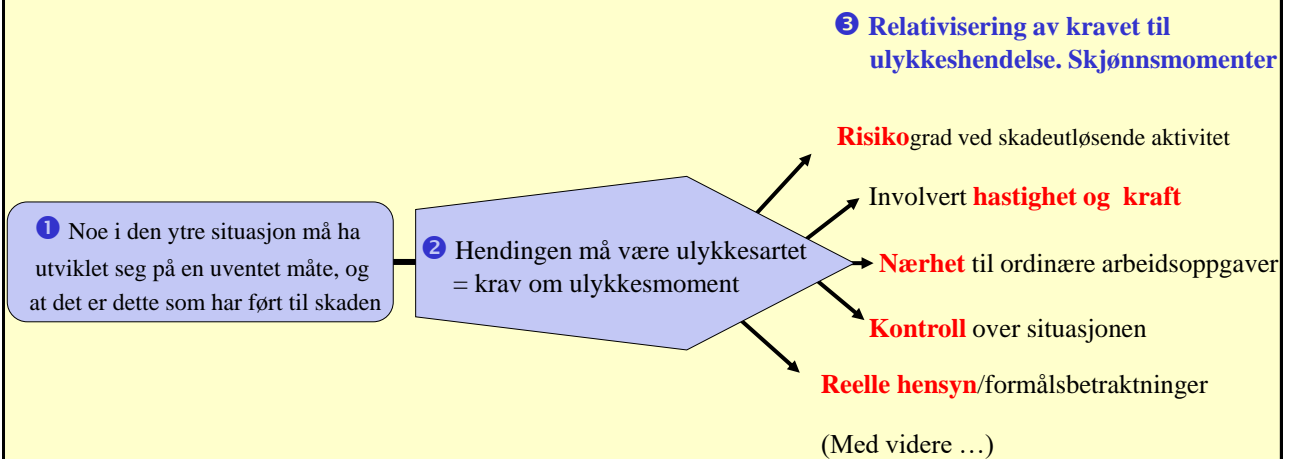 ❸ Relativisering av kravet til
ulykkeshendelse. Skjønnsmomenter
Risikograd ved skadeutløsende aktivitet
Involvert hastighet og kraft
❶ Noe i den ytre situasjon må ha
utviklet seg på en uventet måte, og
at det er dette som har ført til skaden
❷ Hendingen må være ulykkesartet
= krav om ulykkesmoment
Nærhet til ordinære arbeidsoppgaver
Kontroll over situasjonen
Reelle hensyn/formålsbetraktninger
(Med videre …)